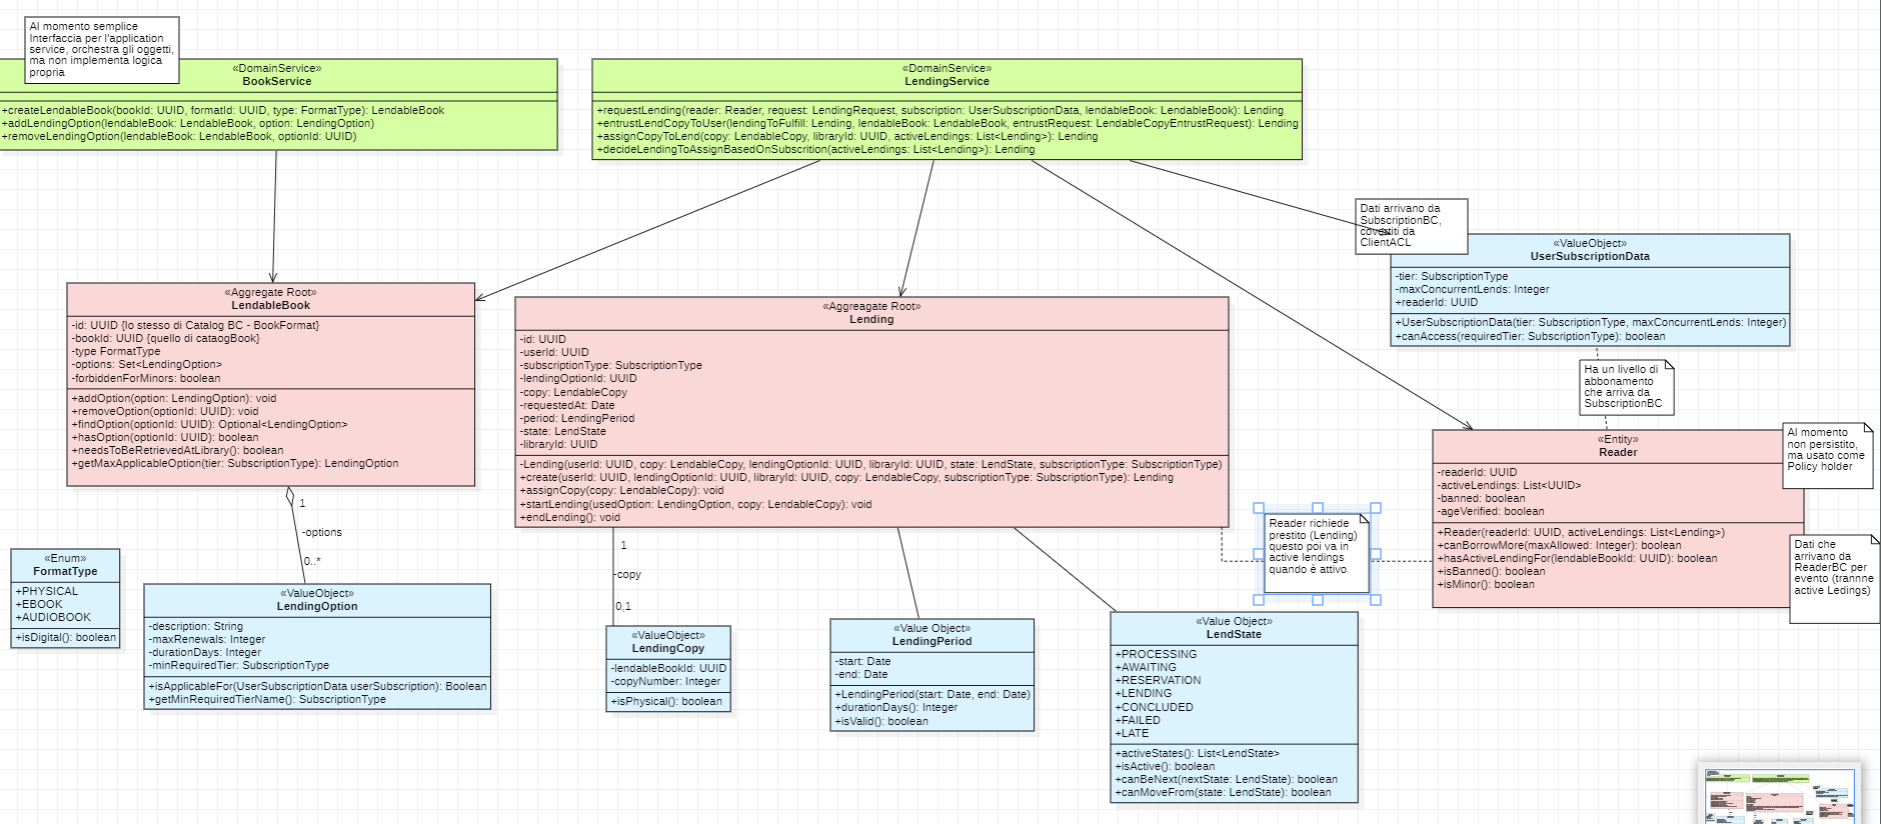 Al momento semplice
Interfaccia per l'application
service, orchestra gli oggetti,
ma non implementa logica
propria
«DomainService»
BookService
+createLendableBook(bookId: UUID, formatId: UUID, type: FormatType): LendableBook
+addLendingOption(lendableBook: LendableBook, option: LendingOption)
+removeLendingOption(lendableBook: LendableBook, optionId: UUID)
«DomainService»
LendingService
+requestLending(reader: Reader, request: LendingRequest, subscription: UserSubscriptionData, lendableBook: LendableBook): Lending
+entrustLendCopyToUser(lendingToFulfill: Lending, lendableBook: LendableBook, entrustRequest: LendableCopyEntrustRequest): Lending
+assignCopyToLend(copy: LendableCopy, libraryId: UUID, activeLendings: List<Lending>): Lending
+decideLendingToAssignBasedOnSubscrition(activeLendings: List<Lending>): Lending
Dati arrivano da
SubscriptionBC,
da
ClientACL
«ValueObject»
UserSubscriptionData
-tier: SubscriptionType
-maxConcurrentLends: Integer
+readerId: UUID
+UserSubscriptionData(tier: SubscriptionType, maxConcurrentLends: Integer)
+canAccess(requiredTier: SubscriptionType): boolean
Ha un livello di
abbonamento
che arriva da
SubscriptionBC
«Aggregate Root»
LendableBook
-id: UUID {lo stesso di Catalog BC - BookFormat}
-bookId: UUID {quello di cataogBook}
-type FormatType
-options: Set<LendingOption>
-forbiddenForMinors: boolean
+addOption(option: LendingOption): void
+removeOption(optionId: UUID): void
+findOption(optionId: UUID): Optional<LendingOption>
+hasOption(optionId: UUID): boolean
+needsToBeRetrievedAtLibrary(): boolean
+getMaxApplicableOption(tier: SubscriptionType): LendingOption
«Aggreagate Root»
Lending
-id: UUID
-userId: UUID
-subscriptionType: SubscriptionType
-lendingOptionId: UUID
-copy: LendableCopy
-requestedAt: Date
-period: LendingPeriod
-state: LendState
-libraryId: UUID
-Lending(userId: UUID, copy: LendableCopy, lendingOptionId: UUID, libraryId: UUID, state: LendState, subscriptionType: SubscriptionType)
+create(userId: UUID, lendingOptionId: UUID, libraryId: UUID, copy: LendableCopy, subscriptionType: SubscriptionType): Lending
+assignCopy(copy: LendableCopy): void
+startLending(usedOption: LendingOption, copy: LendableCopy): void
+endLending(): void
«Entity»
Reader
-readerId: UUID
-activeLendings: List<UUID>
-banned: boolean
-ageVerified: boolean
+Reader(readerId: UUID, activeLendings: List<Lending>)
+canBorrowMore(maxAllowed: Integer): boolean
+hasActiveLendingFor(lendableBookId: UUID): boolean
+isBanned(): boolean
+isMinor(): boolean
Al momento
non persistito,
ma usato come
Policy holder
Dati che
arrivano da
ReaderBC per
evento (trannne
active Ledings)
Reader richiede
prestito (Lending)
questo poi va in
active lendings
quando è attivo
1
-options
0..*
1
-copy
0,1
«Enum»
FormatType
+PHYSICAL
+EBOOK
+AUDIOBOOK
+isDigital(): boolean
«ValueObject»
LendingOption
-description: String
-maxRenewals: Integer
-durationDays: Integer
-minRequiredTier: SubscriptionType
+isApplicableFor(UserSubscriptionData userSubscription): Boolean
+getMinRequiredTierName(): SubscriptionType
«ValueObject»
LendingCopy
-lendableBookId: UUID
-copyNumber: Integer
+isPhysical(): boolean
«Value Object»
LendingPeriod
-start: Date
-end: Date
+LendingPeriod(start: Date, end: Date)
+durationDays(): Integer
+isValid(): boolean
«Value Object»
LendState
+PROCESSING
+AWAITING
+RESERVATION
+LENDING
+CONCLUDED
+FAILED
+LATE
+activeStates(): List<LendState>
+isActive(): boolean
+canBeNext(nextState: LendState): boolean
+canMoveFrom(state: LendState): boolean